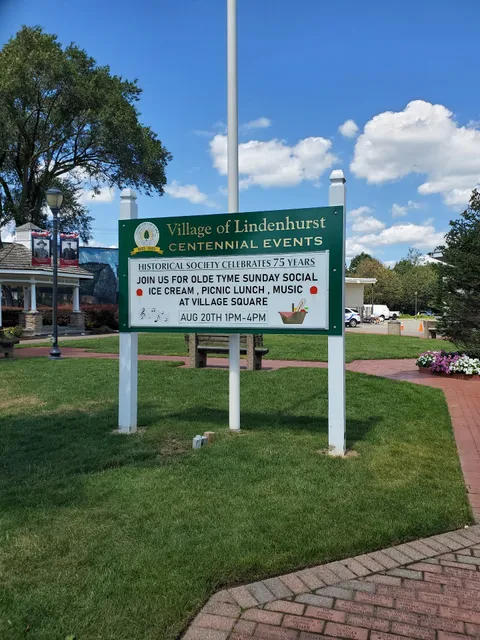 Village of Lindenhurst
CENTENNIAL EVENTS
HISTORICAL SOCIETY CELEBRATES 75 YEARS
JOIN US FOR OLDE TYME SUNDAY SOCIAL
ICE CREAM , PICNIC LUNCH , MUSIC
AT VILLAGE SQUARE
AUG 20TH 1PM-4PM